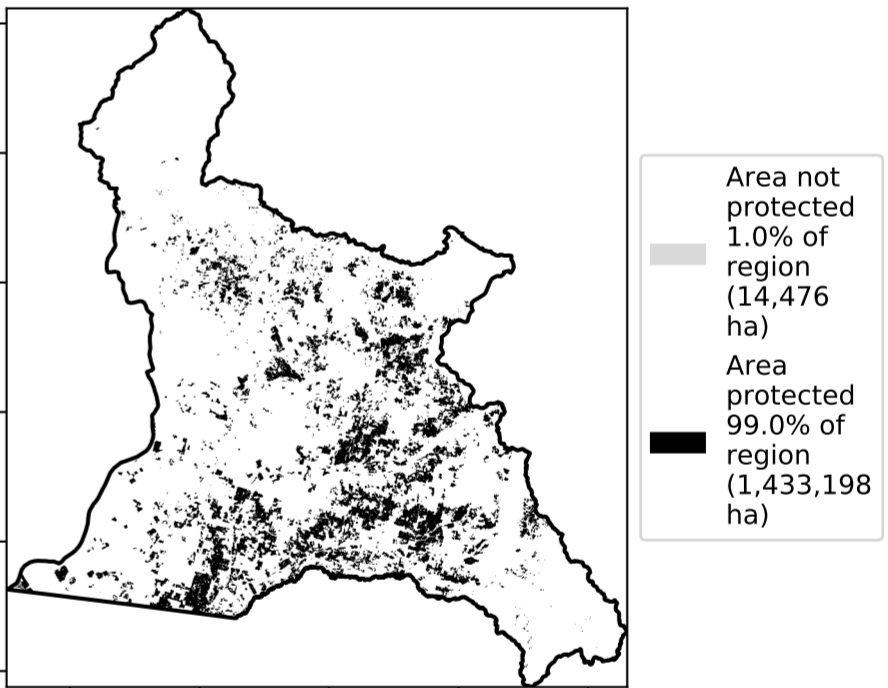 Area not
protected
1.0% of
region
(14,476
ha)
Area
protected
99.0% of
region
(1,433,198
ha)